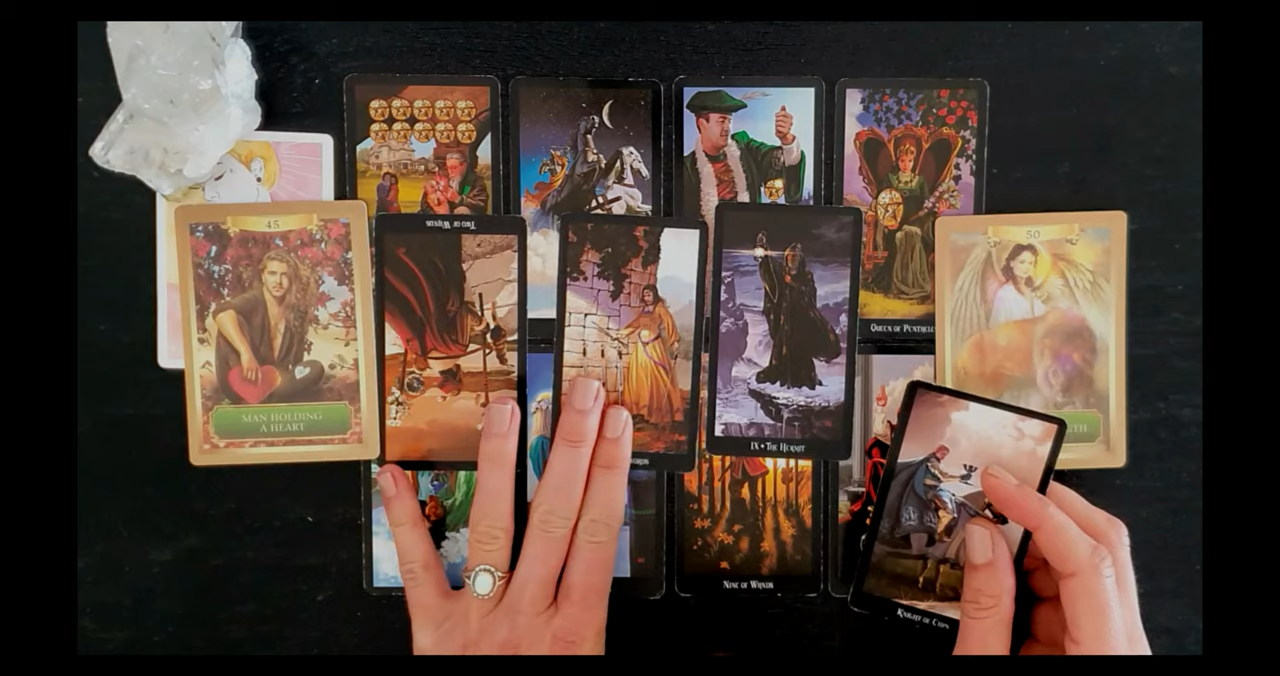 45
MAN HOLDING
A HEART
TWO OF WANDS
IX • THE HERMIT
50
QUEEN OF
NINE OF WANDS
KNIGHT OF CUPS